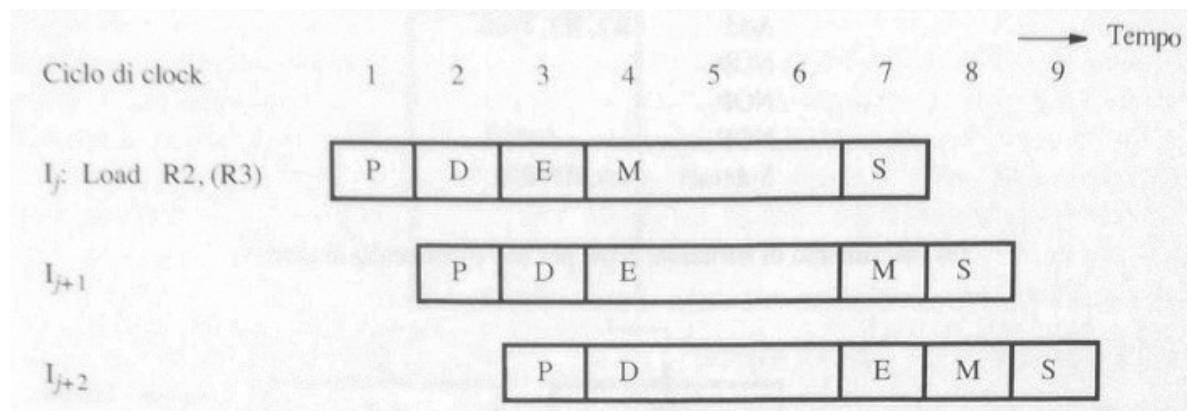 Tempo
Ciclo di clock 1 2 3 4 5 6 7 8 9
Ij: Load R2, (R3) P D E M S
Ij+1 P D E M S
Ij+2 P D E M S